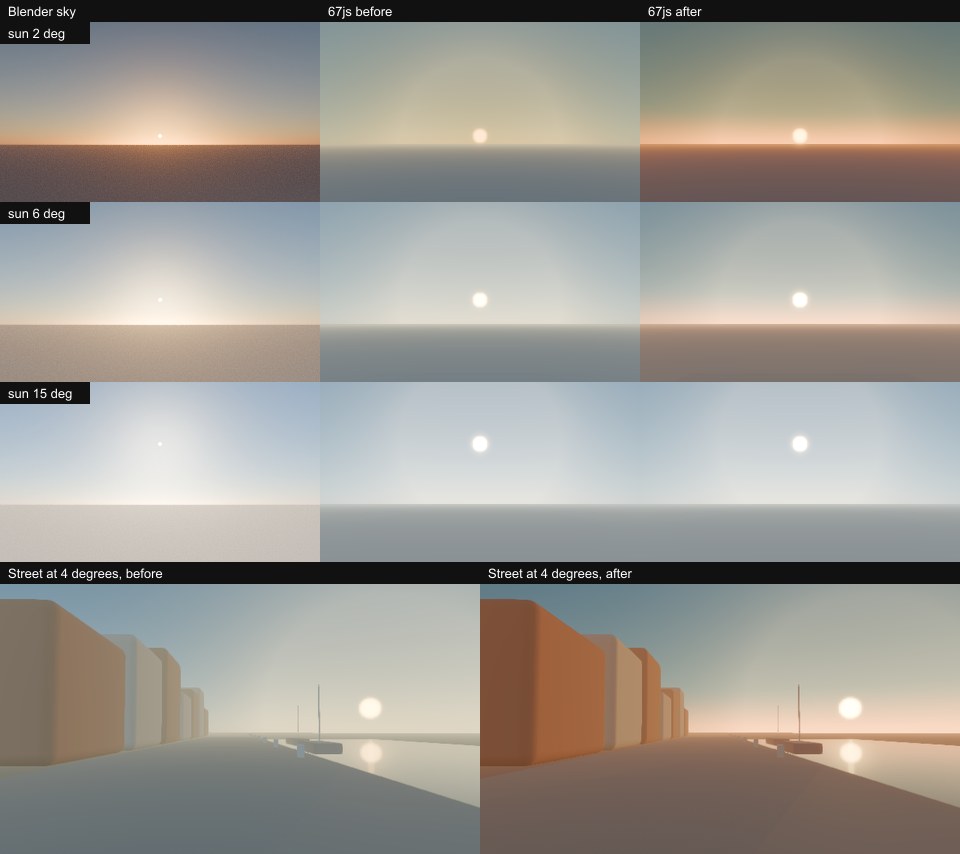 Blender sky
67js before
67js after
sun 2 deg
sun 6 deg
sun 15 deg
Street at 4 degrees, before
Street at 4 degrees, after